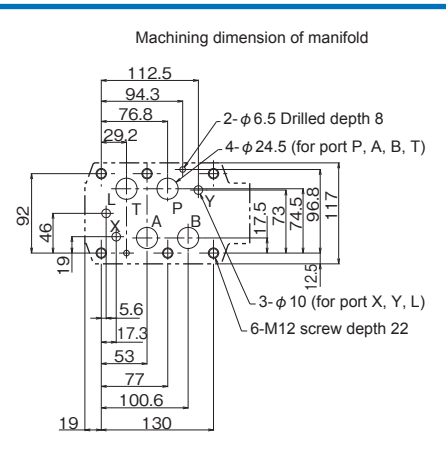 Machining dimension of manifold
112.5
94.3
76.8
29.2
2-φ6.5 Drilled depth 8
4-φ24.5 (for port P, A, B, T)
L
T
P
Y
X
A
B
92
46
19
17.5
73
74.5
96.8
117
12.5
3-φ10 (for port X, Y, L)
6-M12 screw depth 22
5.6
17.3
53
77
100.6
19
130